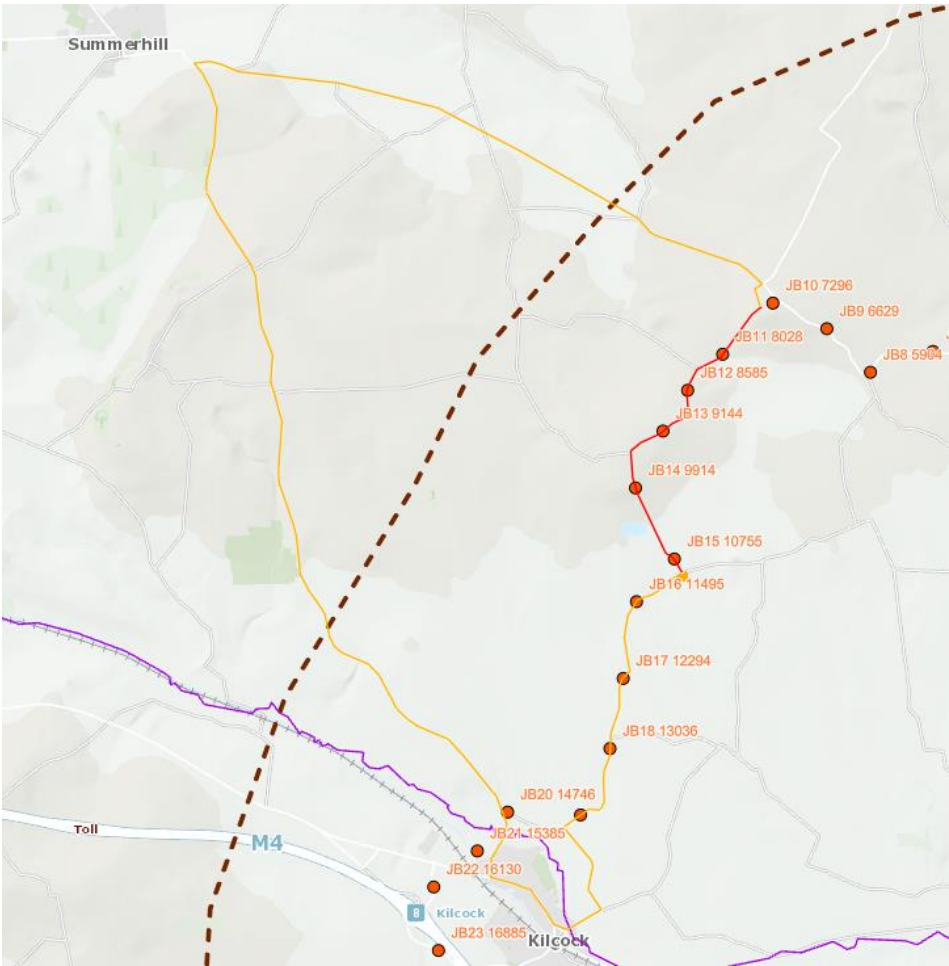 Summerhill
JB10 7296
JB9 6629
JB11 8028
JB8 5904
JB12 8585
JB13 9144
JB14 9914
JB15 10755
JB16 11495
JB17 12294
JB18 13036
JB20 14746
Toll
M4
JB21 15385
JB22 16130
8 Kilcock
JB23 16885
Kilcock